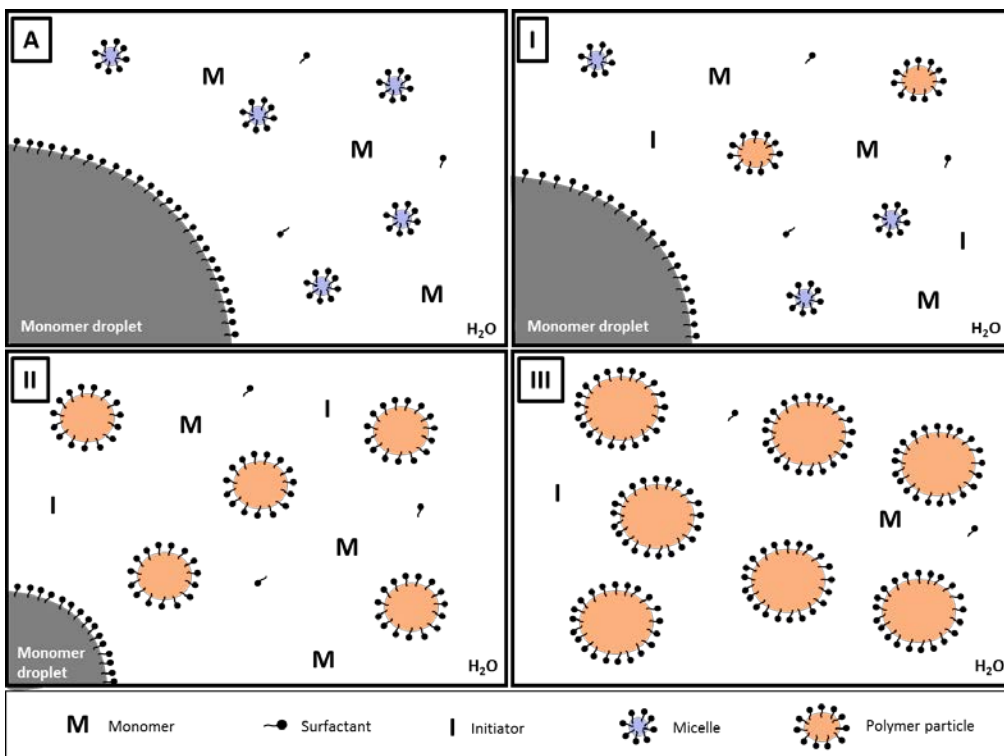 A
M
M
M
Monomer droplet
H₂O
I
M
I
M
I
M
Monomer droplet
H₂O
II
I
M
I
M
M
Monomer
droplet
H₂O
III
I
M
H₂O
M Monomer Surfactant I Initiator Micelle Polymer particle